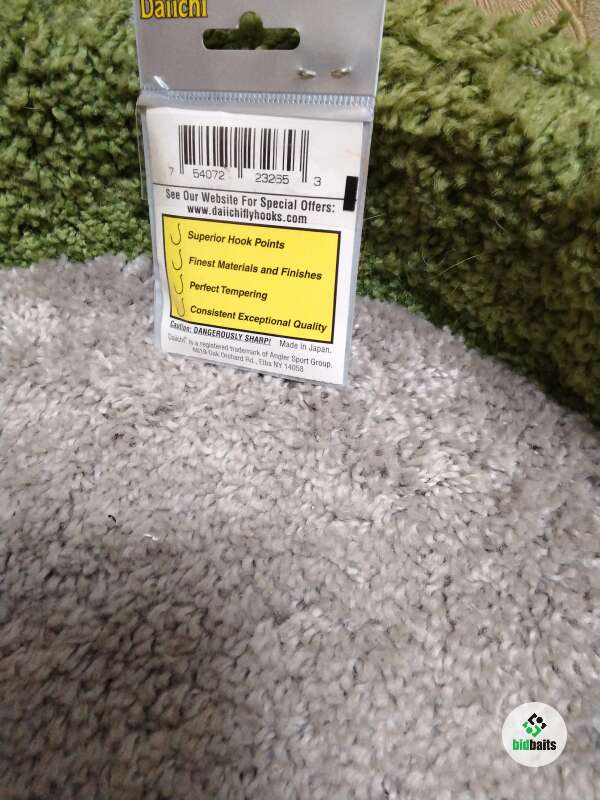 Daiichi
7 54072 23265 3
See Our Website For Special Offers:
www.daiichiflyhooks.com
Superior Hook Points
Finest Materials and Finishes
Perfect Tempering
Consistent Exceptional Quality
Caution: DANGEROUSLY SHARP! Made in Japan.
Daiichi® is a registered trademark of Angler Sport Group.
Oak Orchard Rd., Elba NY 14058
bidbaits